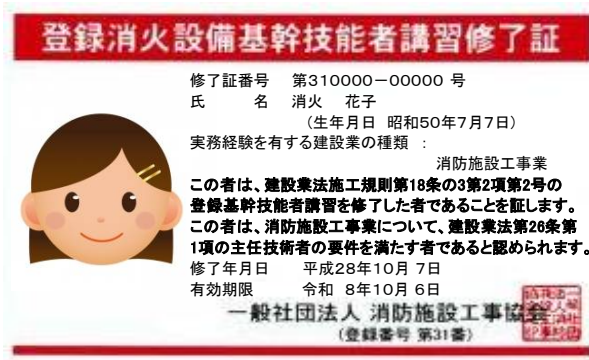 登録消火設備基幹技能者講習修了証
修了証番号 第310000－00000 号
氏 名 消火 花子
（生年月日 昭和50年7月7日）
実務経験を有する建設業の種類 ：
消防施設工事業
この者は、建設業法施工規則第18条の3第2項第2号の
登録基幹技能者講習を修了した者であることを証します。
この者は、消防施設工事業について、建設業法第26条第
1項の主任技術者の要件を満たす者であると認められます。
修了年月日 平成28年10月 7日
有効期限 令和 8年10月 6日
一般社団法人 消防施設工事協会
（登録番号 第31番）